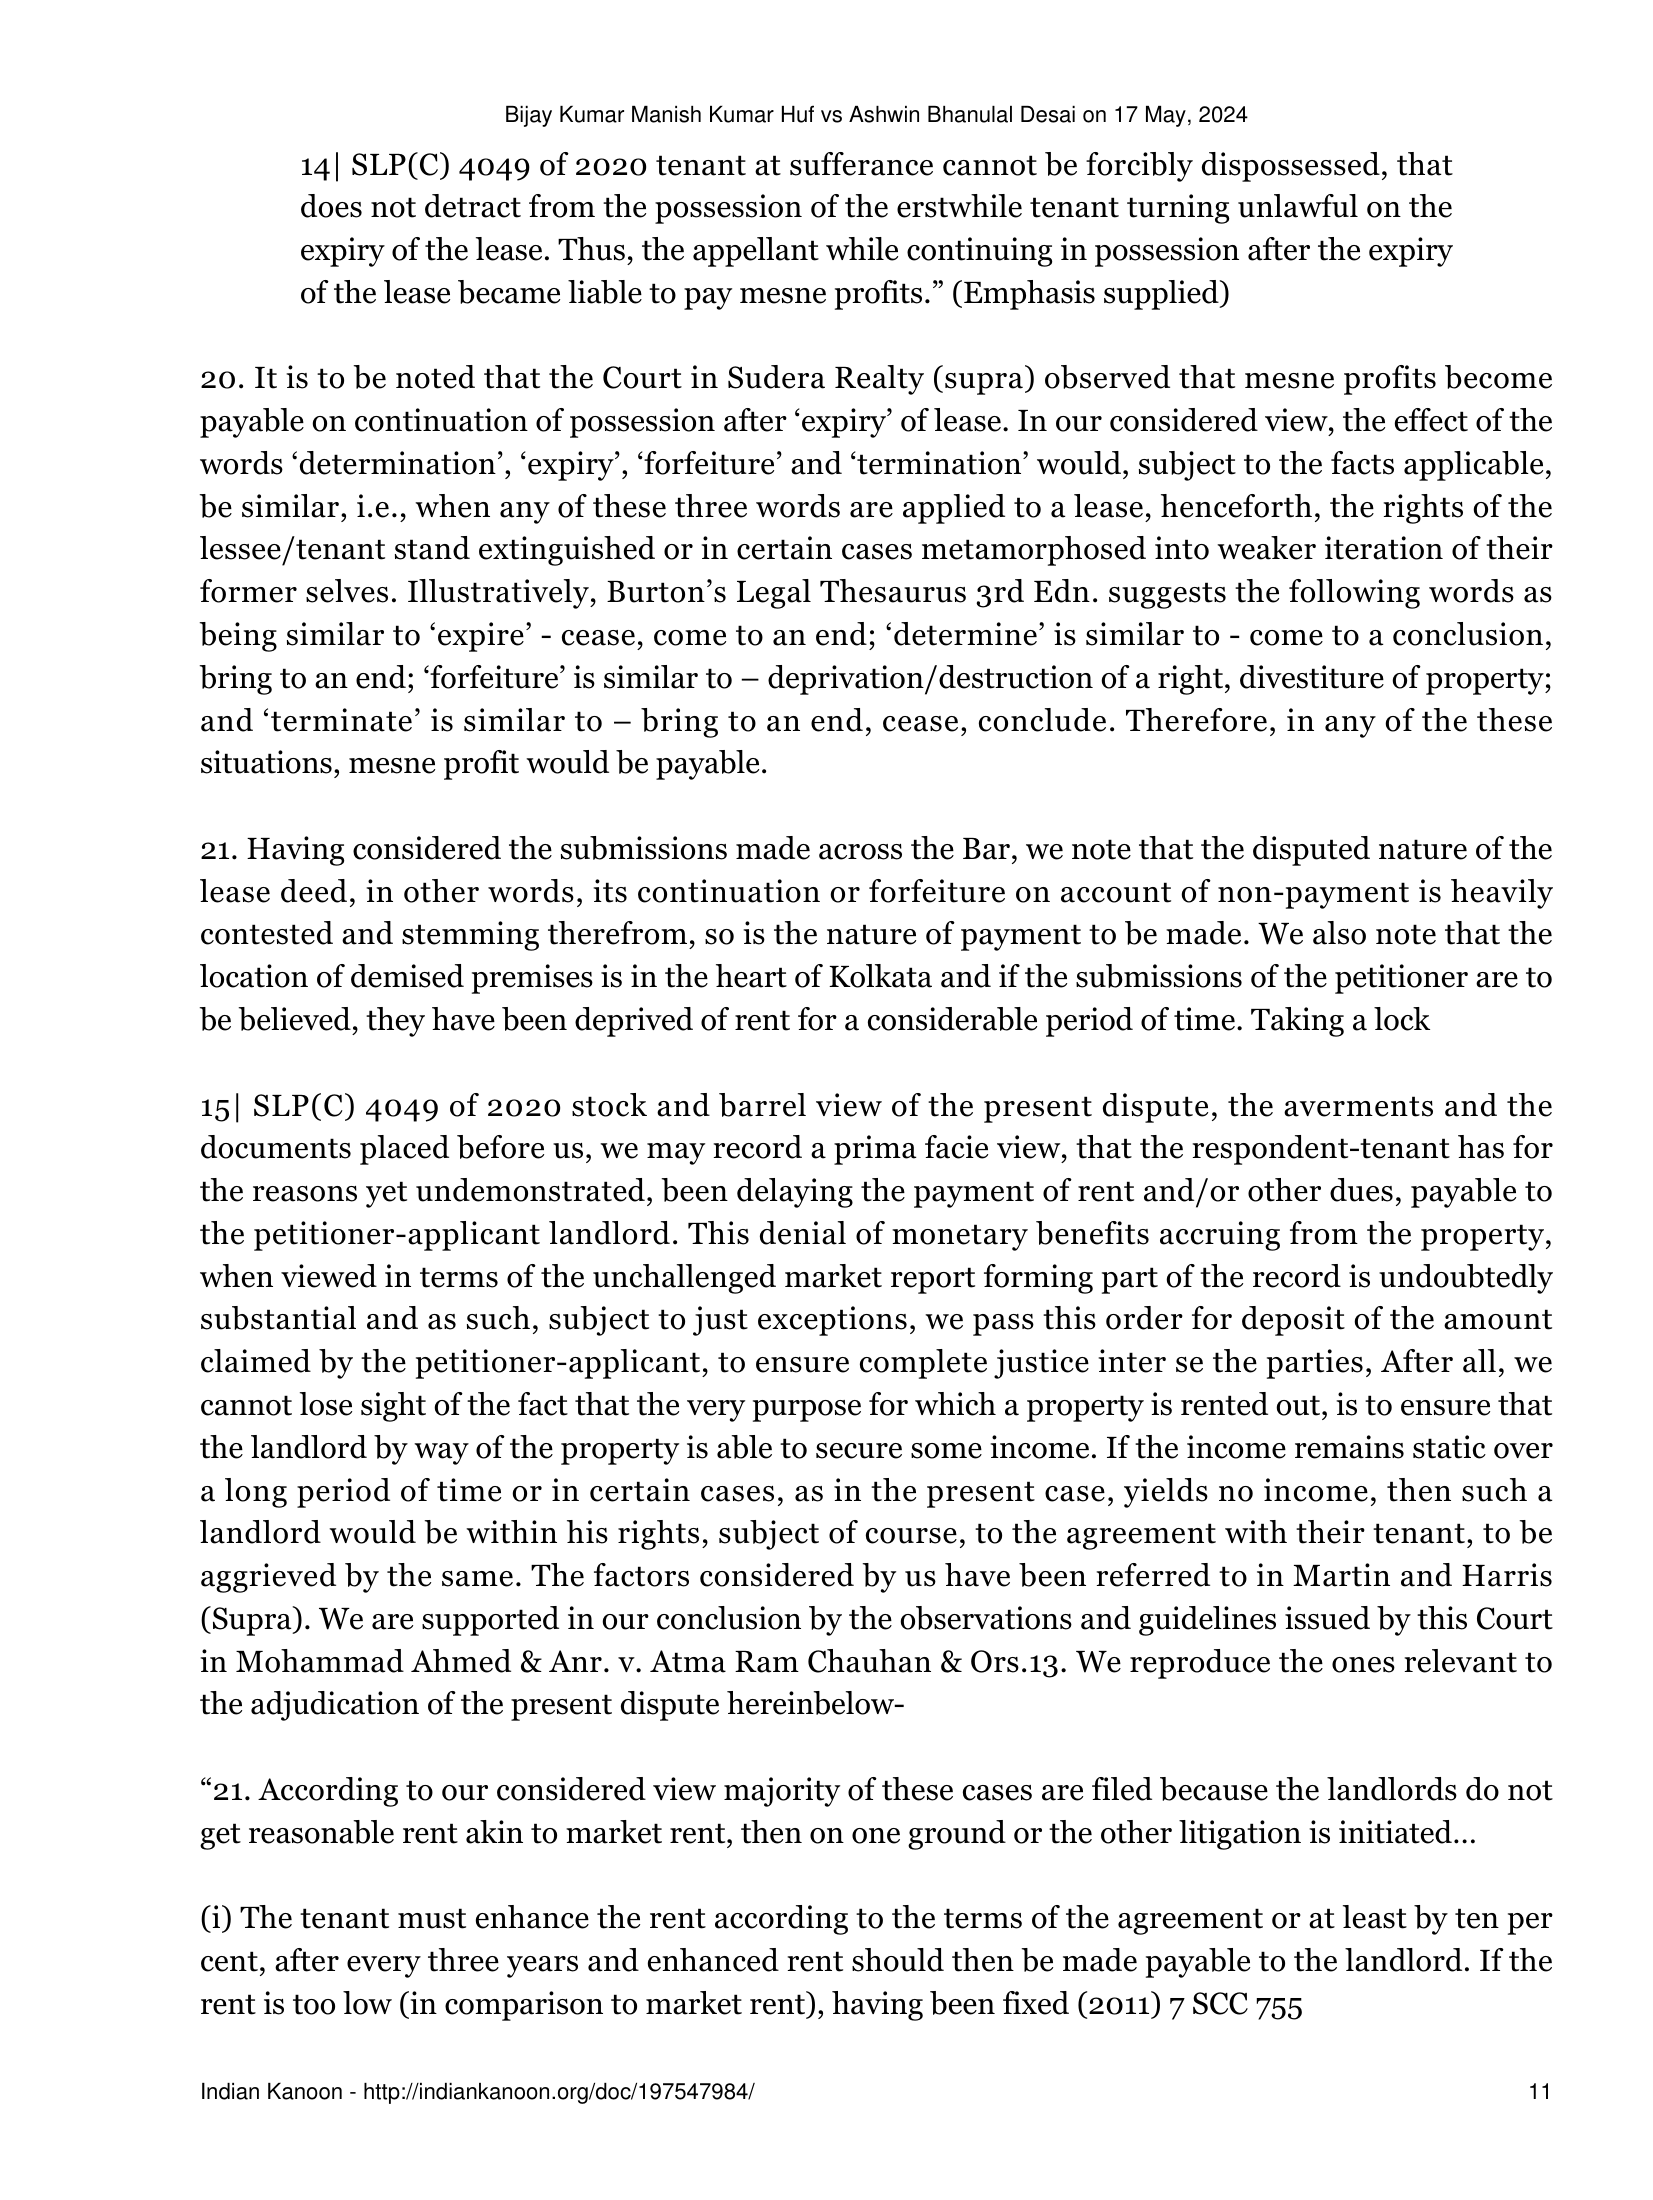 Bijay Kumar Manish Kumar Huf vs Ashwin Bhanulal Desai on 17 May, 2024
14| SLP(C) 4049 of 2020 tenant at sufferance cannot be forcibly dispossessed, that
does not detract from the possession of the erstwhile tenant turning unlawful on the
expiry of the lease. Thus, the appellant while continuing in possession after the expiry
of the lease became liable to pay mesne profits.” (Emphasis supplied)
20. It is to be noted that the Court in Sudera Realty (supra) observed that mesne profits become
payable on continuation of possession after ‘expiry’ of lease. In our considered view, the effect of the
words ‘determination’, ‘expiry’, ‘forfeiture’ and ‘termination’ would, subject to the facts applicable,
be similar, i.e., when any of these three words are applied to a lease, henceforth, the rights of the
lessee/tenant stand extinguished or in certain cases metamorphosed into weaker iteration of their
former selves. Illustratively, Burton’s Legal Thesaurus 3rd Edn. suggests the following words as
being similar to ‘expire’ - cease, come to an end; ‘determine’ is similar to - come to a conclusion,
bring to an end; ‘forfeiture’ is similar to – deprivation/destruction of a right, divestiture of property;
and ‘terminate’ is similar to – bring to an end, cease, conclude. Therefore, in any of the these
situations, mesne profit would be payable.
21. Having considered the submissions made across the Bar, we note that the disputed nature of the
lease deed, in other words, its continuation or forfeiture on account of non-payment is heavily
contested and stemming therefrom, so is the nature of payment to be made. We also note that the
location of demised premises is in the heart of Kolkata and if the submissions of the petitioner are to
be believed, they have been deprived of rent for a considerable period of time. Taking a lock
15| SLP(C) 4049 of 2020 stock and barrel view of the present dispute, the averments and the
documents placed before us, we may record a prima facie view, that the respondent-tenant has for
the reasons yet undemonstrated, been delaying the payment of rent and/or other dues, payable to
the petitioner-applicant landlord. This denial of monetary benefits accruing from the property,
when viewed in terms of the unchallenged market report forming part of the record is undoubtedly
substantial and as such, subject to just exceptions, we pass this order for deposit of the amount
claimed by the petitioner-applicant, to ensure complete justice inter se the parties, After all, we
cannot lose sight of the fact that the very purpose for which a property is rented out, is to ensure that
the landlord by way of the property is able to secure some income. If the income remains static over
a long period of time or in certain cases, as in the present case, yields no income, then such a
landlord would be within his rights, subject of course, to the agreement with their tenant, to be
aggrieved by the same. The factors considered by us have been referred to in Martin and Harris
(Supra). We are supported in our conclusion by the observations and guidelines issued by this Court
in Mohammad Ahmed & Anr. v. Atma Ram Chauhan & Ors.13. We reproduce the ones relevant to
the adjudication of the present dispute hereinbelow-
“21. According to our considered view majority of these cases are filed because the landlords do not
get reasonable rent akin to market rent, then on one ground or the other litigation is initiated...
(i) The tenant must enhance the rent according to the terms of the agreement or at least by ten per
cent, after every three years and enhanced rent should then be made payable to the landlord. If the
rent is too low (in comparison to market rent), having been fixed (2011) 7 SCC 755
Indian Kanoon - http://indiankanoon.org/doc/197547984/ 11